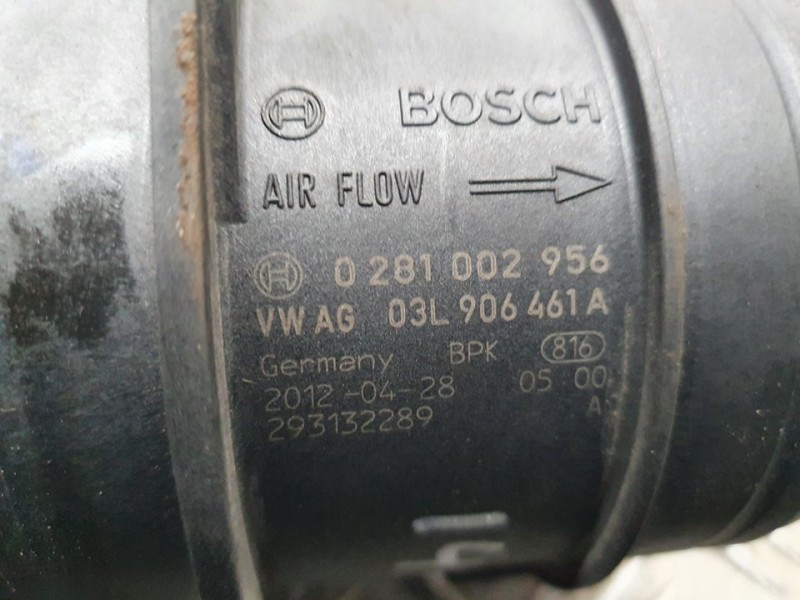 BOSCH
AIR FLOW
0 281 002 956
VW AG 03L 906 461 A
Germany BPK 816
2012-04-28 05 00
A
293132289